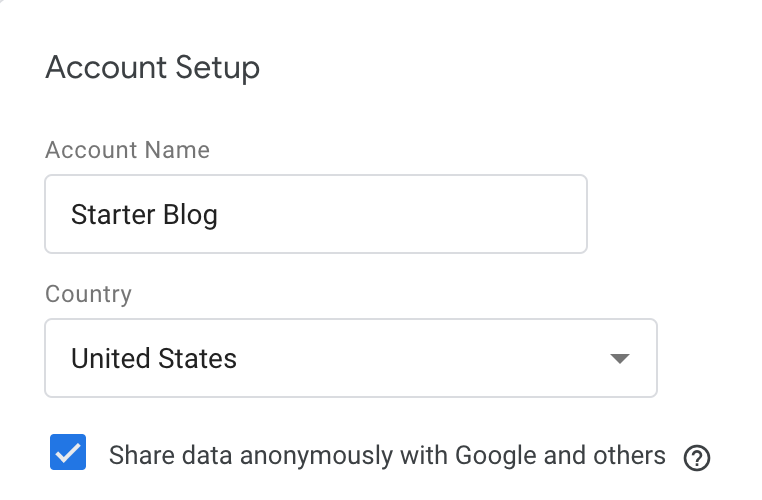 Account Setup
Account Name
Starter Blog
Country
United States
Share data anonymously with Google and others ?